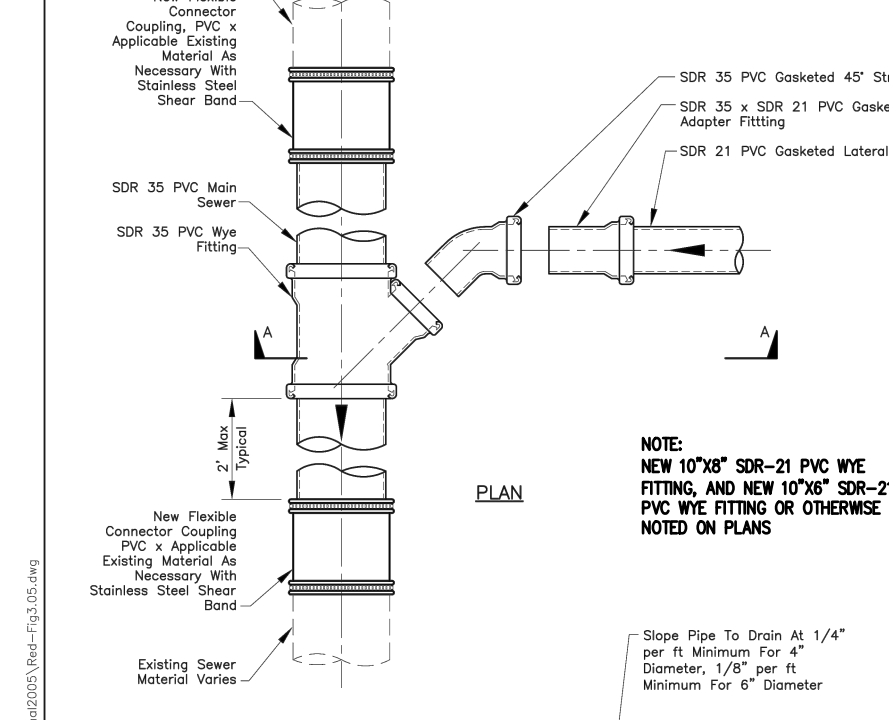 Connector
Coupling, PVC x
Applicable Existing
Material As
Necessary With
Stainless Steel
Shear Band
SDR 35 PVC Gasketed 45°
SDR 35 x SDR 21 PVC
Adapter Fittting
SDR 21 PVC Gasketed Lateral
SDR 35 PVC Main
Sewer
SDR 35 PVC Wye
Fitting
A
A
2' Max
Typical
PLAN
NOTE:
NEW 10"X8" SDR-21 PVC WYE
FITTING, AND NEW 10"X6" SDR-21
PVC WYE FITTING OR OTHERWISE
NOTED ON PLANS
New Flexible
Connector Coupling
PVC x Applicable
Existing Material As
Necessary With
Stainless Steel Shear
Band
Existing Sewer
Material Varies
Slope Pipe To Drain At 1/4"
per ft Minimum For 4"
Diameter, 1/8" per ft
Minimum For 6" Diameter
al2005\Red-Fig3.05.dwg